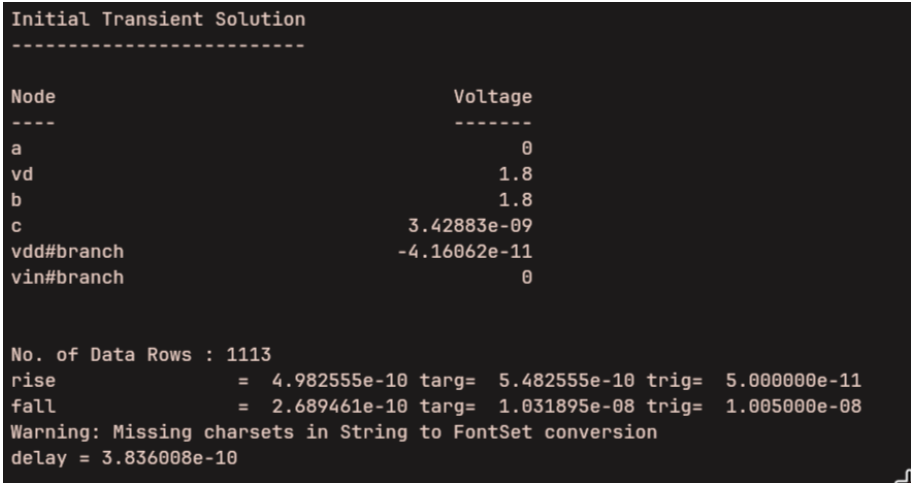 Initial Transient Solution
--------------------------
Node Voltage
---- -------
a 0
vd 1.8
b 1.8
c 3.42883e-09
vdd#branch -4.16062e-11
vin#branch 0
No. of Data Rows : 1113
rise = 4.982555e-10 targ= 5.482555e-10 trig= 5.000000e-11
fall = 2.689461e-10 targ= 1.031895e-08 trig= 1.005000e-08
Warning: Missing charsets in String to FontSet conversion
delay = 3.836008e-10